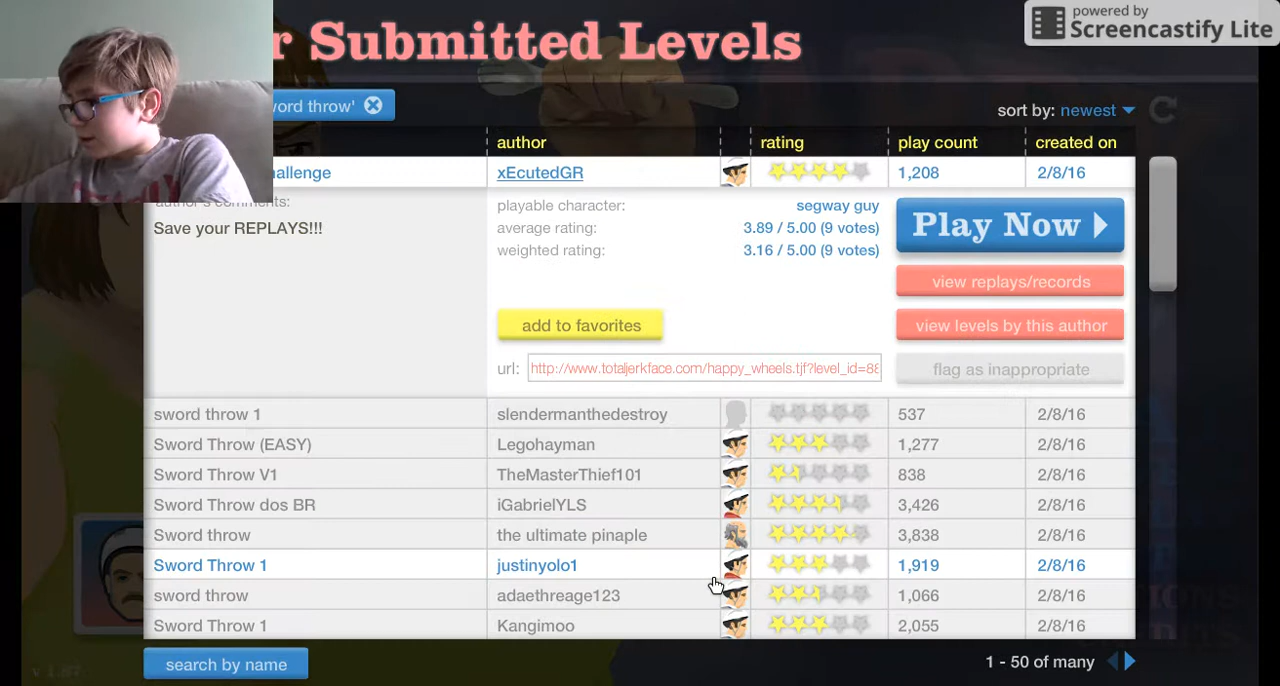 powered by
Screencastify Lite
r Submitted Levels
ord throw'
sort by: newest
author rating play count created on
allenge xEcutedGR 1,208 2/8/16
author's comments:
Save your REPLAYS!!!
playable character: segway guy
average rating: 3.89 / 5.00 (9 votes)
weighted rating: 3.16 / 5.00 (9 votes)
Play Now
view replays/records
add to favorites
view levels by this author
url: http://www.totaljerkface.com/happy_wheels.tjf?level_id=88
flag as inappropriate
sword throw 1 slendermanthedestroy 537 2/8/16
Sword Throw (EASY) Legohayman 1,277 2/8/16
Sword Throw V1 TheMasterThief101 838 2/8/16
Sword Throw dos BR iGabrielYLS 3,426 2/8/16
Sword throw the ultimate pinaple 3,838 2/8/16
Sword Throw 1 justinyolo1 1,919 2/8/16
sword throw adaethreage123 1,066 2/8/16
Sword Throw 1 Kangimoo 2,055 2/8/16
search by name
1 - 50 of many